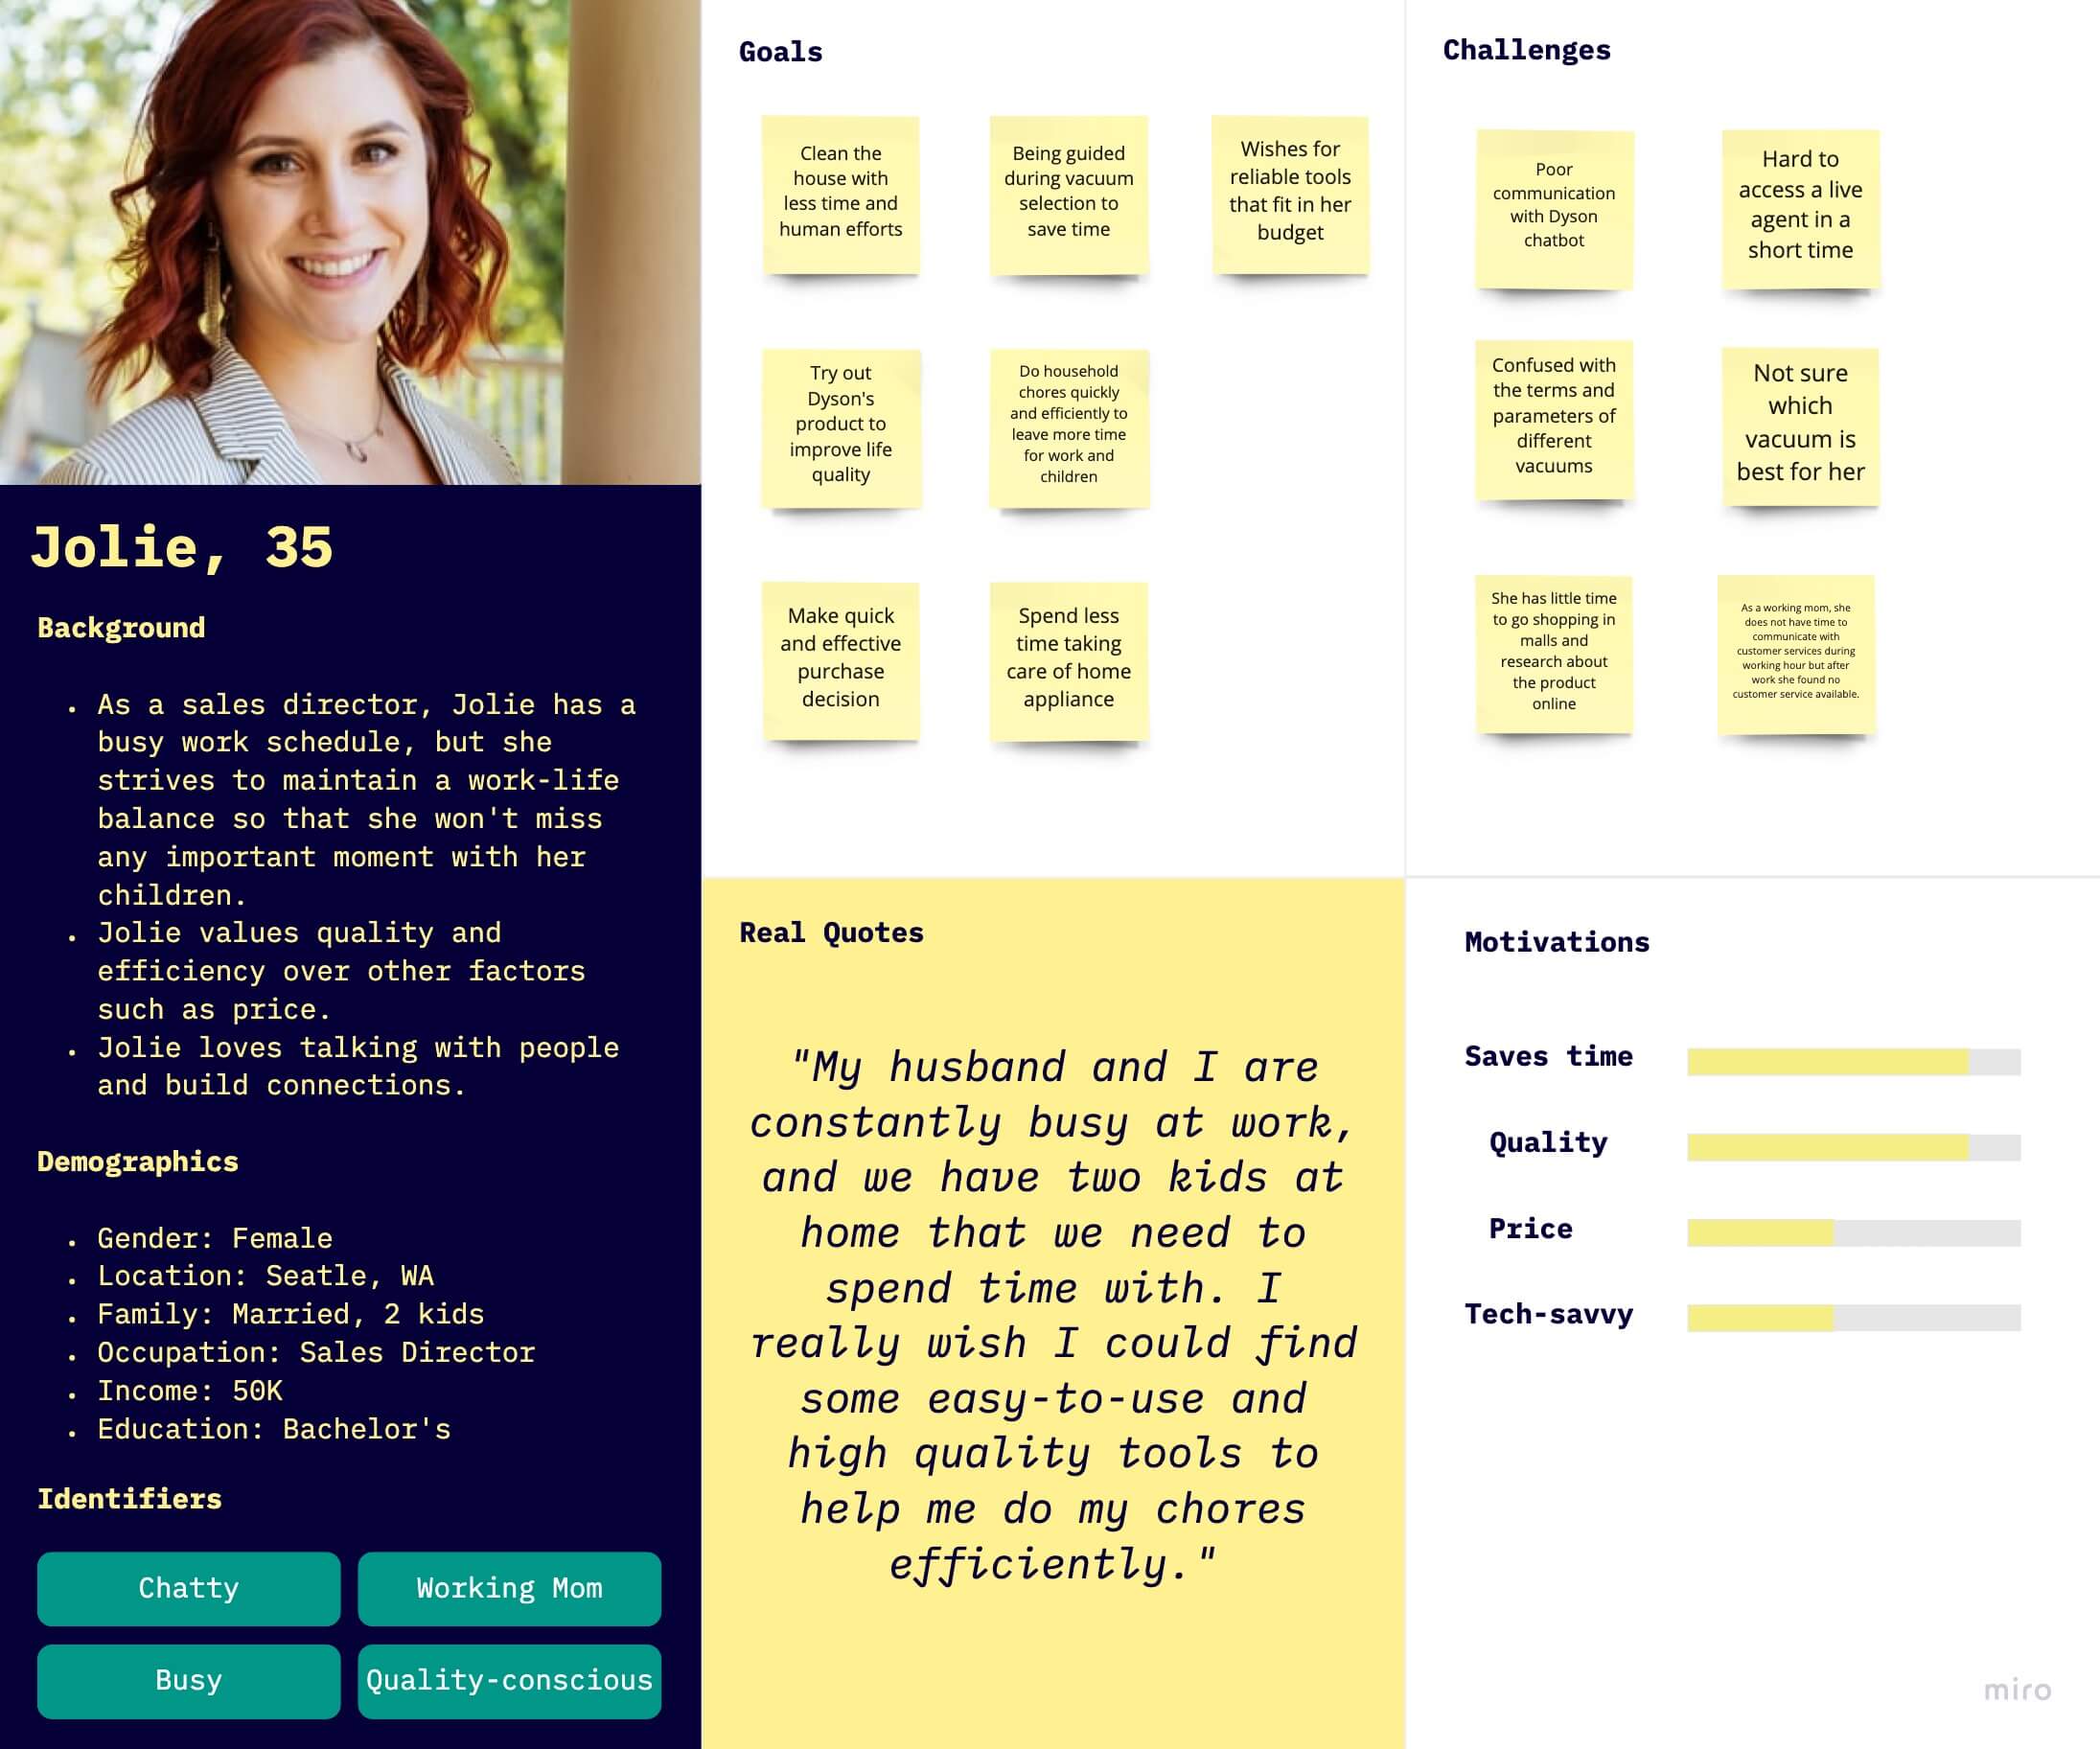 Jolie, 35
Background
As a sales director, Jolie has a
busy work schedule, but she
strives to maintain a work-life
balance so that she won't miss
any important moment with her
children.
Jolie values quality and
efficiency over other factors
such as price.
Jolie loves talking with people
and build connections.
Demographics
Gender: Female
Location: Seatle, WA
Family: Married, 2 kids
Occupation: Sales Director
Income: 50K
Education: Bachelor's
Identifiers
Chatty
Working Mom
Busy
Quality-conscious
Goals
Clean the
house with
less time and
human efforts
Being guided
during vacuum
selection to
save time
Wishes for
reliable tools
that fit in her
budget
Try out
Dyson's
product to
improve life
quality
Do household
chores quickly
and efficiently to
leave more time
for work and
children
Make quick
and effective
purchase
decision
Spend less
time taking
care of home
appliance
Challenges
Poor
communication
with Dyson
chatbot
Hard to
access a live
agent in a
short time
Confused with
the terms and
parameters of
different
vacuums
Not sure
which
vacuum is
best for her
She has little time
to go shopping in
malls and
research about
the product
online
As a working mom, she
does not have time to
communicate with
customer services during
working hour but after
work she found no
customer service available.
Real Quotes
"My husband and I are
constantly busy at work,
and we have two kids at
home that we need to
spend time with. I
really wish I could find
some easy-to-use and
high quality tools to
help me do my chores
efficiently."
Motivations
Saves time
Quality
Price
Tech-savvy
miro